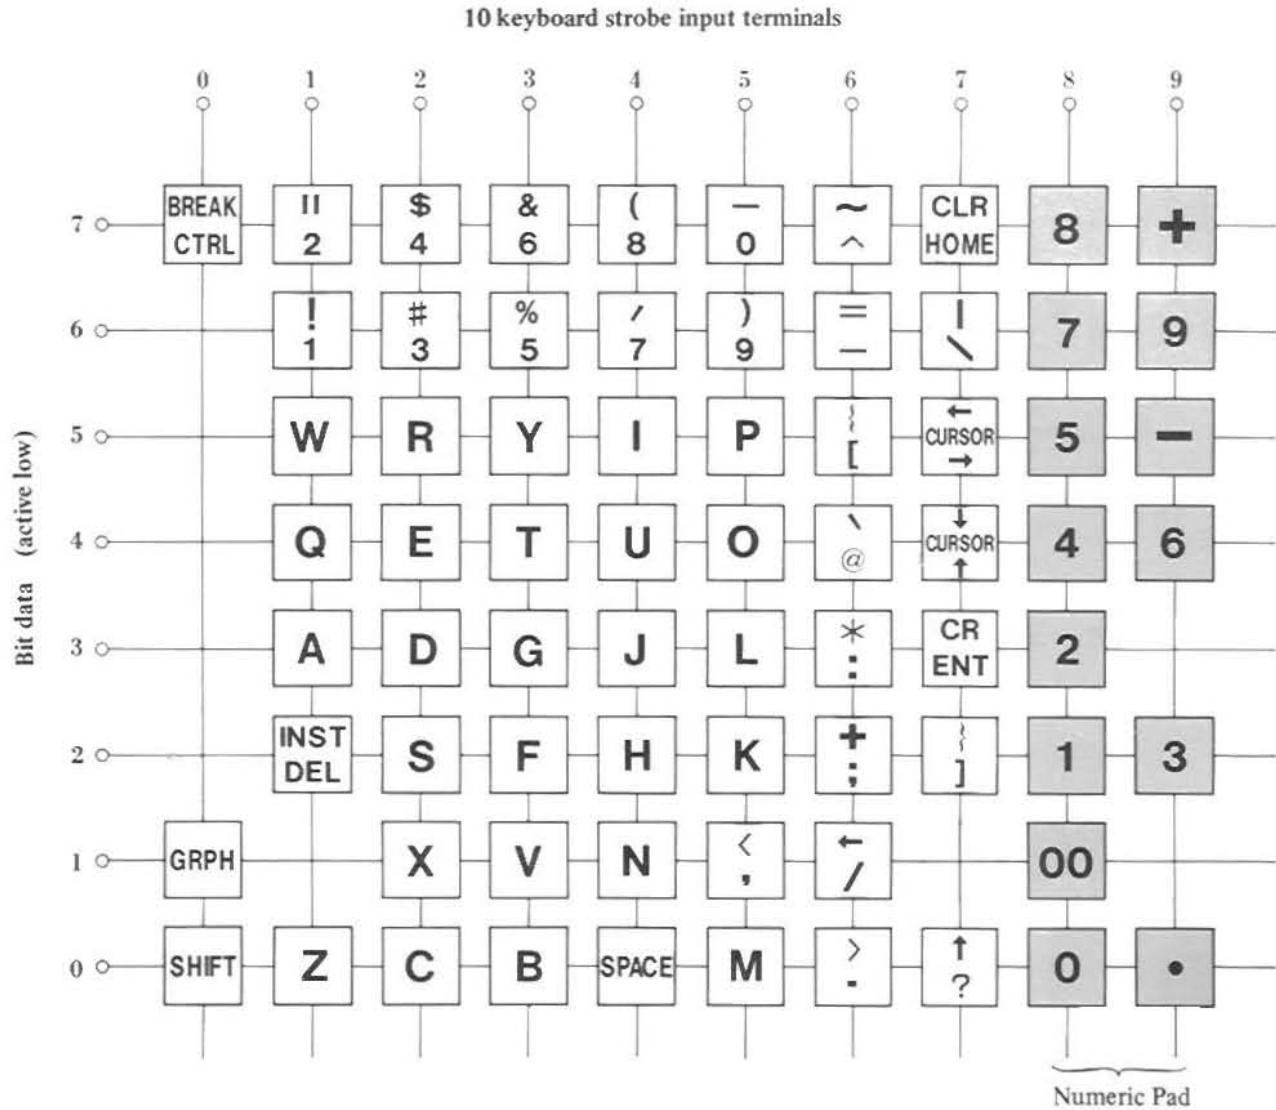 10 keyboard strobe input terminals
0 1 2 3 4 5 6 7 8 9
Bit data (active low)
7 BREAK CTRL " 2 $ 4 & 6 ( 8 — 0 ~ ^ CLR HOME 8 +
6 ! 1 # 3 % 5 ' 7 ) 9 = — | \ 7 9
5 W R Y I P { [ ← CURSOR → 5 —
4 Q E T U O ` @ ↓ CURSOR ↑ 4 6
3 A D G J L * : CR ENT 2
2 INST DEL S F H K + ; } ] 1 3
1 GRPH X V N < , ← / 00
0 SHIFT Z C B SPACE M > . ↑ ? 0 •
Numeric Pad